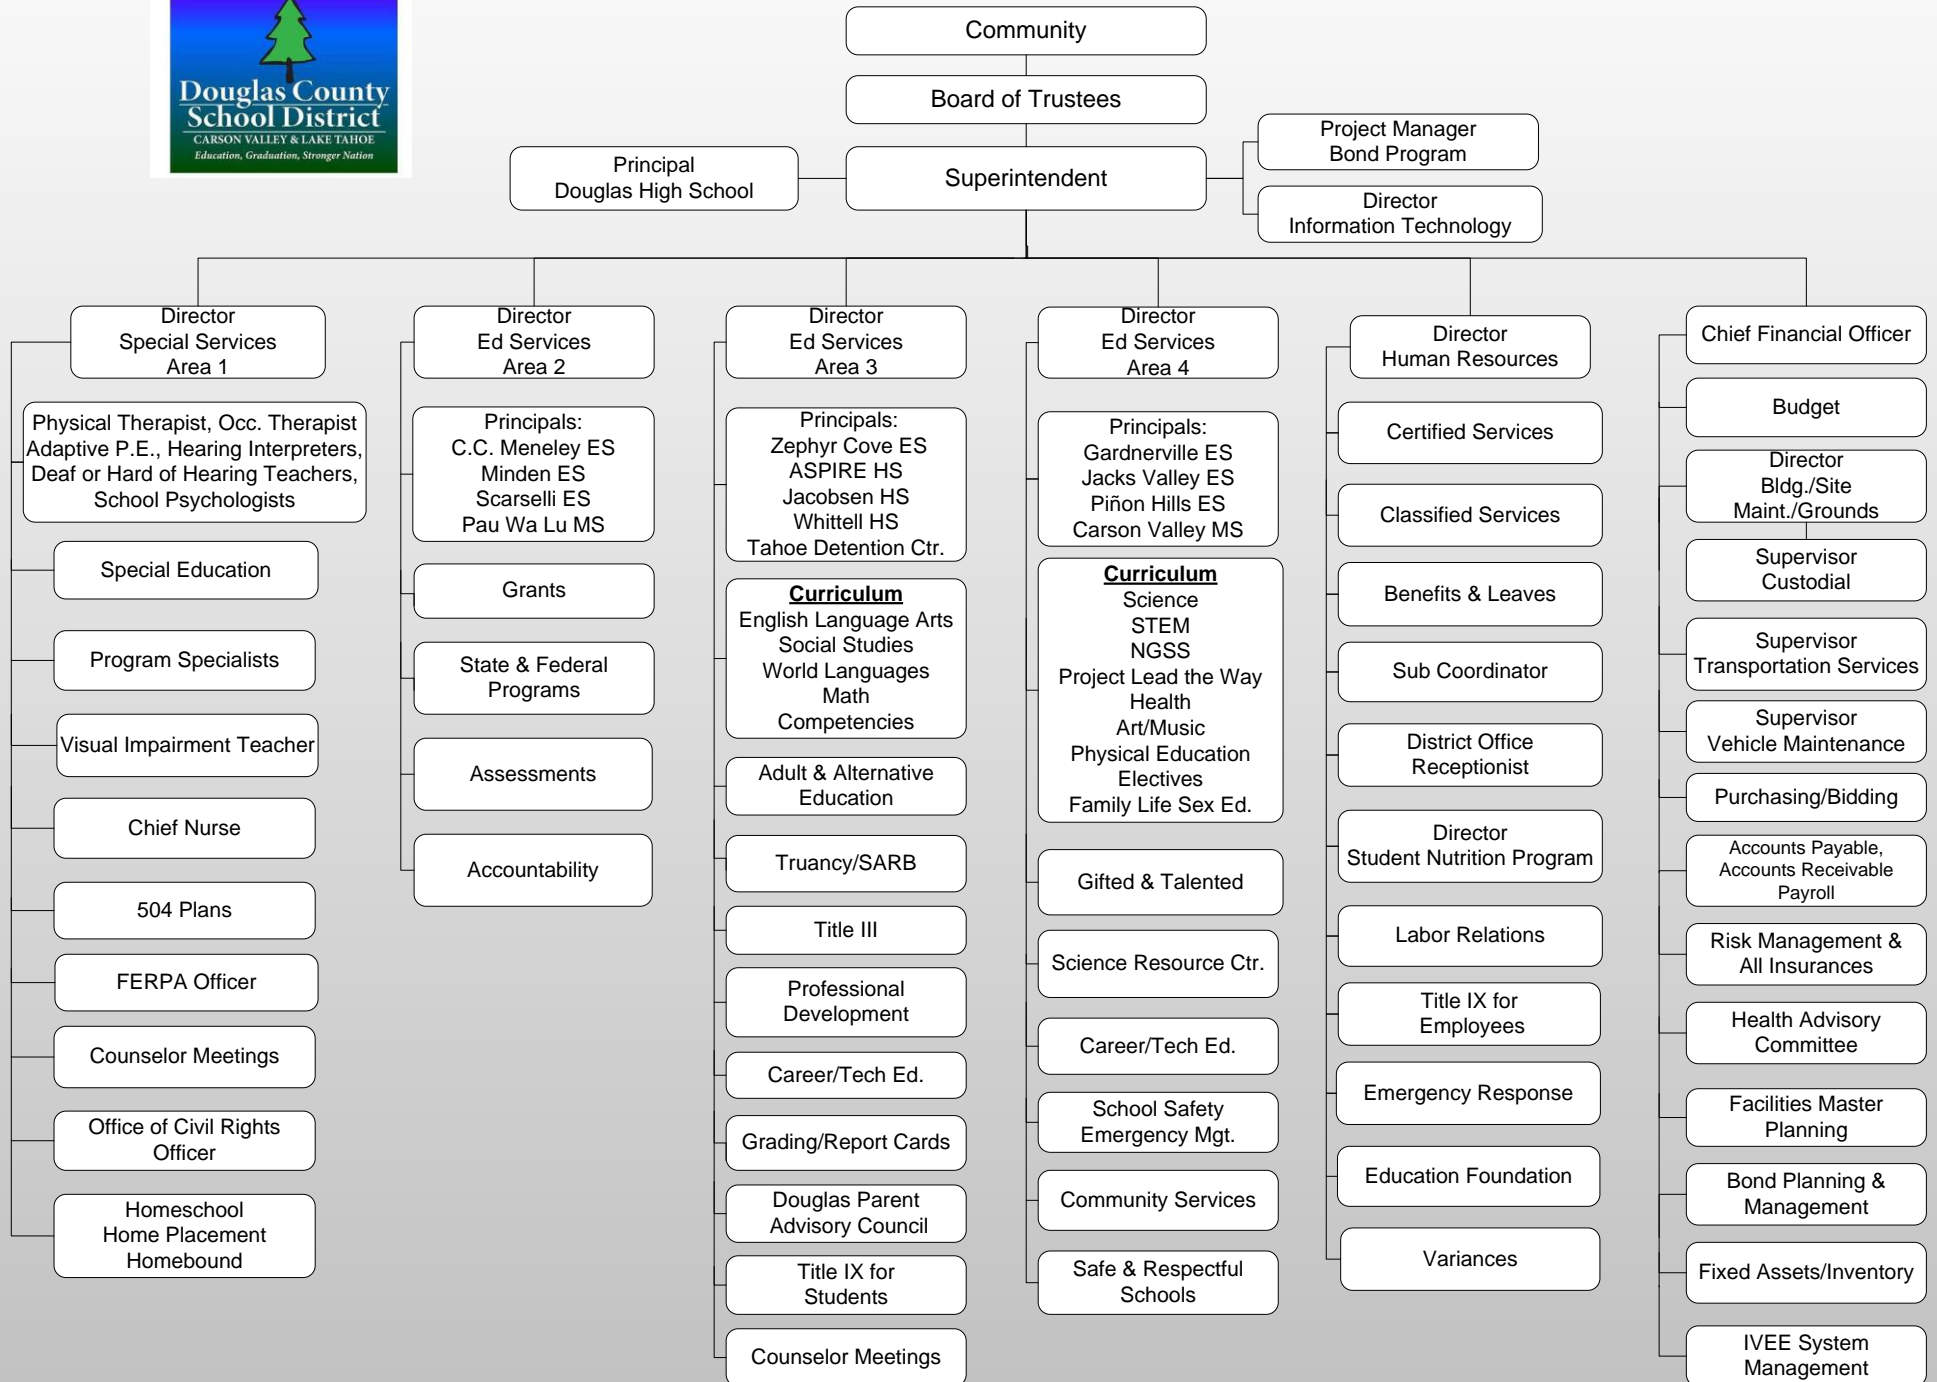 Douglas County
School District
CARSON VALLEY & LAKE TAHOE
Education, Graduation, Stronger Nation
Community
Board of Trustees
Superintendent
Principal
Douglas High School
Project Manager
Bond Program
Director
Information Technology
Director
Special Services
Area 1
Physical Therapist, Occ. Therapist
Adaptive P.E., Hearing Interpreters,
Deaf or Hard of Hearing Teachers,
School Psychologists
Special Education
Program Specialists
Visual Impairment Teacher
Chief Nurse
504 Plans
FERPA Officer
Counselor Meetings
Office of Civil Rights
Officer
Homeschool
Home Placement
Homebound
Director
Ed Services
Area 2
Principals:
C.C. Meneley ES
Minden ES
Scarselli ES
Pau Wa Lu MS
Grants
State & Federal
Programs
Assessments
Accountability
Director
Ed Services
Area 3
Principals:
Zephyr Cove ES
ASPIRE HS
Jacobsen HS
Whittell HS
Tahoe Detention Ctr.
Curriculum
English Language Arts
Social Studies
World Languages
Math
Competencies
Adult & Alternative
Education
Truancy/SARB
Title III
Professional
Development
Career/Tech Ed.
Grading/Report Cards
Douglas Parent
Advisory Council
Title IX for
Students
Counselor Meetings
Director
Ed Services
Area 4
Principals:
Gardnerville ES
Jacks Valley ES
Piñon Hills ES
Carson Valley MS
Curriculum
Science
STEM
NGSS
Project Lead the Way
Health
Art/Music
Physical Education
Electives
Family Life Sex Ed.
Gifted & Talented
Science Resource Ctr.
Career/Tech Ed.
School Safety
Emergency Mgt.
Community Services
Safe & Respectful
Schools
Director
Human Resources
Certified Services
Classified Services
Benefits & Leaves
Sub Coordinator
District Office
Receptionist
Director
Student Nutrition Program
Labor Relations
Title IX for
Employees
Emergency Response
Education Foundation
Variances
Chief Financial Officer
Budget
Director
Bldg./Site
Maint./Grounds
Supervisor
Custodial
Supervisor
Transportation Services
Supervisor
Vehicle Maintenance
Purchasing/Bidding
Accounts Payable,
Accounts Receivable
Payroll
Risk Management &
All Insurances
Health Advisory
Committee
Facilities Master
Planning
Bond Planning &
Management
Fixed Assets/Inventory
IVEE System
Management